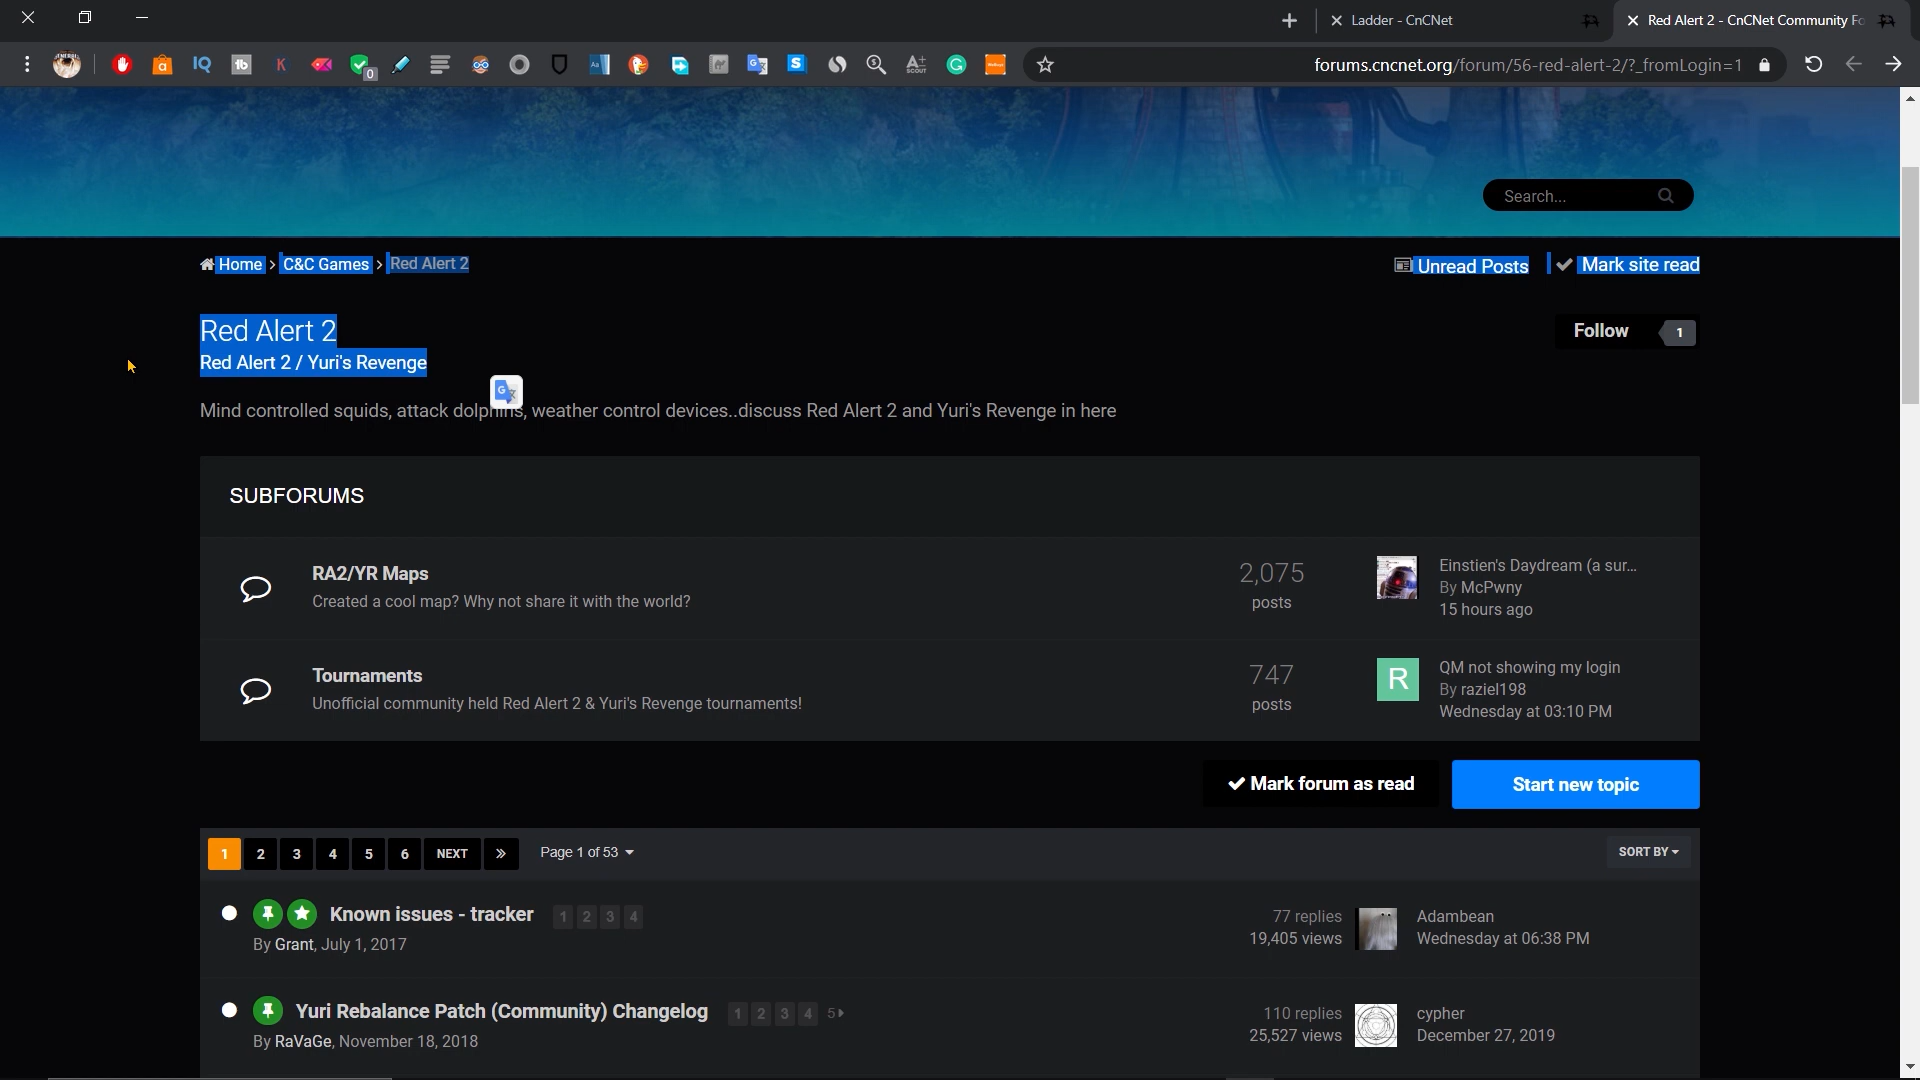 Ladder - CnCNet
Red Alert 2 - CnCNet Community Fo
IQ
tb
K
0
A+
SCOUT
forums.cncnet.org/forum/56-red-alert-2/?_fromLogin=1
Search...
Home > C&C Games > Red Alert 2
Unread Posts
Mark site read
Red Alert 2
Follow
1
Red Alert 2 / Yuri's Revenge
Mind controlled squids, attack dolphins, weather control devices..discuss Red Alert 2 and Yuri's Revenge in here
SUBFORUMS
RA2/YR Maps
Created a cool map? Why not share it with the world?
2,075
posts
Einstien's Daydream (a sur...
By McPwny
15 hours ago
Tournaments
Unofficial community held Red Alert 2 & Yuri's Revenge tournaments!
747
posts
R
QM not showing my login
By raziel198
Wednesday at 03:10 PM
Mark forum as read
Start new topic
1 2 3 4 5 6 NEXT
Page 1 of 53
SORT BY
Known issues - tracker 1 2 3 4
By Grant, July 1, 2017
77 replies
19,405 views
Adambean
Wednesday at 06:38 PM
Yuri Rebalance Patch (Community) Changelog 1 2 3 4 5
By RaVaGe, November 18, 2018
110 replies
25,527 views
cypher
December 27, 2019